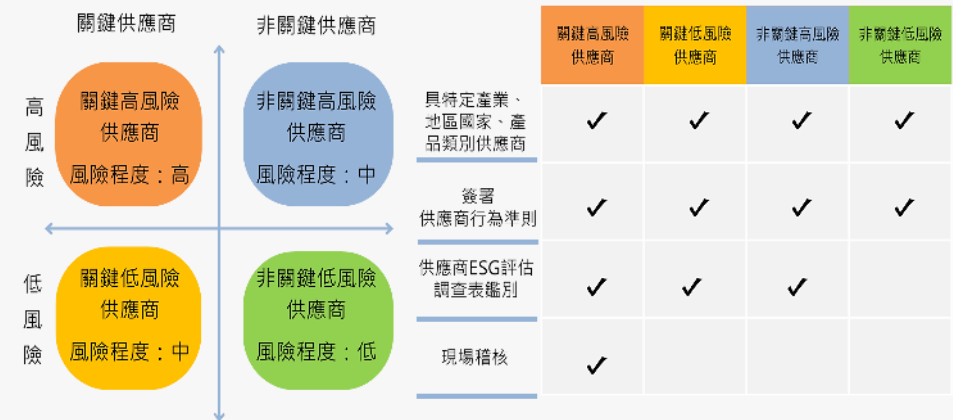 關鍵供應商
非關鍵供應商
高
風
險
關鍵高風險
供應商
風險程度：高
非關鍵高風險
供應商
風險程度：中
低
風
險
關鍵低風險
供應商
風險程度：中
非關鍵低風險
供應商
風險程度：低
關鍵高風險
供應商
關鍵低風險
供應商
非關鍵高風險
供應商
非關鍵低風險
供應商
具特定產業、
地區國家、產
品類別供應商
✓ ✓ ✓ ✓
簽署
供應商行為準則
✓ ✓ ✓ ✓
供應商ESG評估
調查表鑑別
✓ ✓ ✓
現場稽核
✓